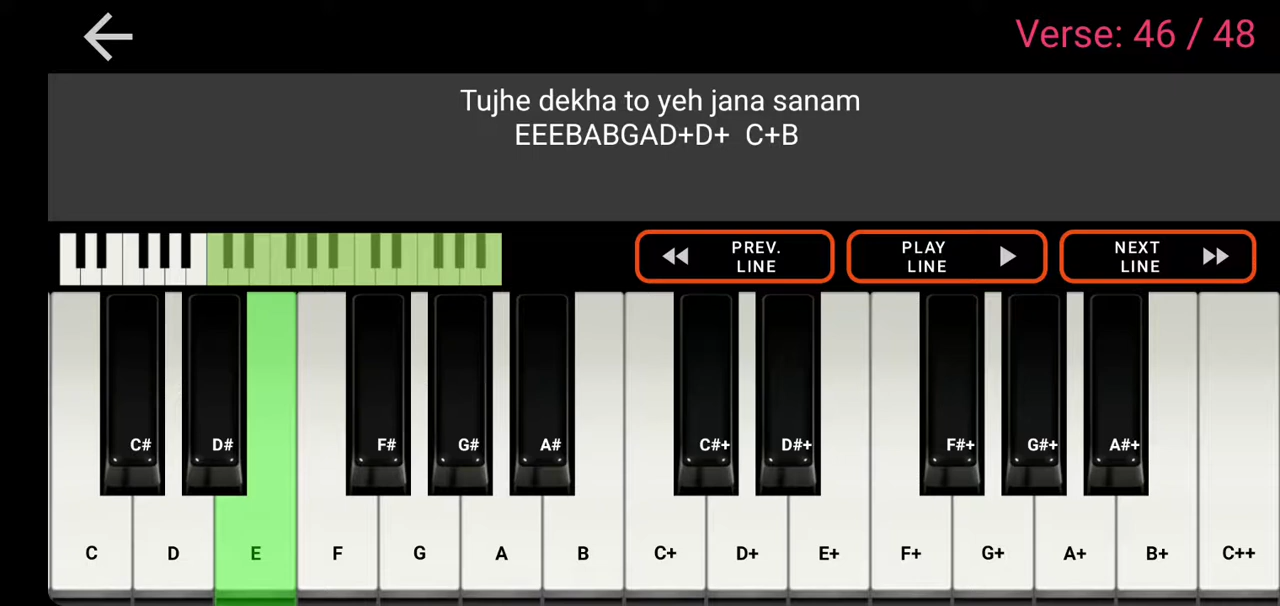 Verse: 46 / 48
Tujhe dekha to yeh jana sanam
EEEBABGAD+D+  C+B
PREV.
LINE
PLAY
LINE
NEXT
LINE
C# D# F# G# A# C#+ D#+ F#+ G#+ A#+
C D E F G A B C+ D+ E+ F+ G+ A+ B+ C++